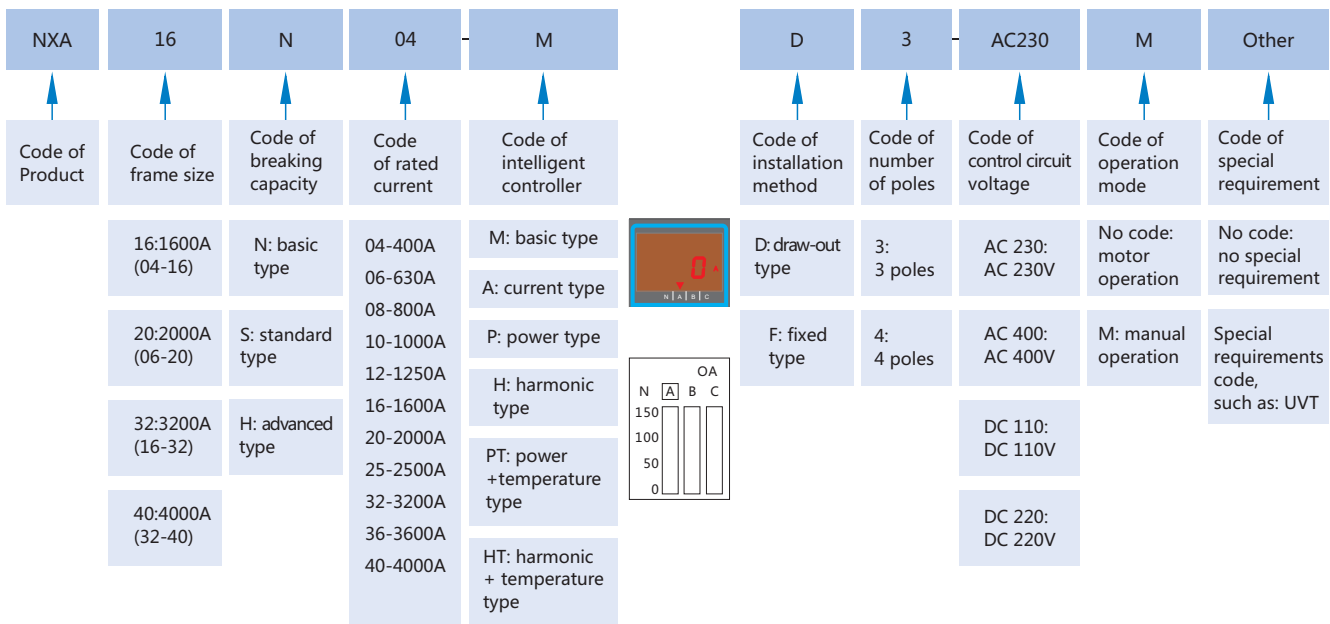 NXA
16
N
04
-
M
D
3
-
AC230
M
Other
Code of
Product
Code of
frame size
Code of
breaking
capacity
Code
of rated
current
Code of
intelligent
controller
Code of
installation
method
Code of
number
of poles
Code of
control circuit
voltage
Code of
operation
mode
Code of
special
requirement
16:1600A
(04-16)
20:2000A
(06-20)
32:3200A
(16-32)
40:4000A
(32-40)
N: basic
type
S: standard
type
H: advanced
type
04-400A
06-630A
08-800A
10-1000A
12-1250A
16-1600A
20-2000A
25-2500A
32-3200A
36-3600A
40-4000A
M: basic type
A: current type
P: power type
H: harmonic
type
PT: power
+temperature
type
HT: harmonic
+ temperature
type
0 A
N A B C
OA
N A B C
150
100
50
0
D: draw-out
type
F: fixed
type
3:
3 poles
4:
4 poles
AC 230:
AC 230V
AC 400:
AC 400V
DC 110:
DC 110V
DC 220:
DC 220V
No code:
motor
operation
M: manual
operation
No code:
no special
requirement
Special
requirements
code,
such as: UVT